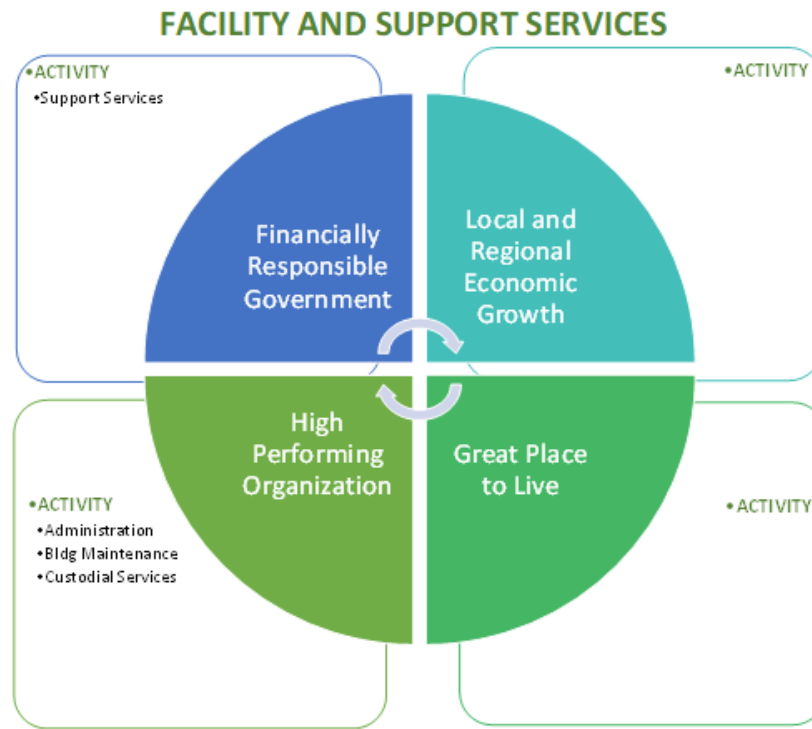 FACILITY AND SUPPORT SERVICES
•ACTIVITY
•Support Services
•ACTIVITY
Financially
Responsible
Government
Local and
Regional
Economic
Growth
High
Performing
Organization
Great Place
to Live
•ACTIVITY
•Administration
•Bldg Maintenance
•Custodial Services
•ACTIVITY